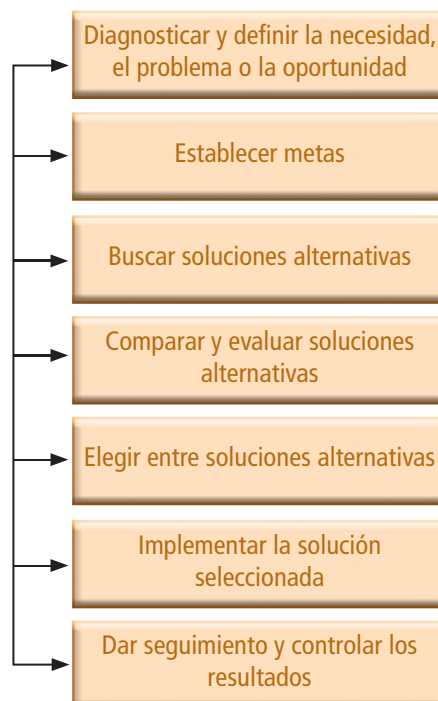 Diagnosticar y definir la necesidad,
el problema o la oportunidad
Establecer metas
Buscar soluciones alternativas
Comparar y evaluar soluciones
alternativas
Elegir entre soluciones alternativas
Implementar la solución
seleccionada
Dar seguimiento y controlar los
resultados